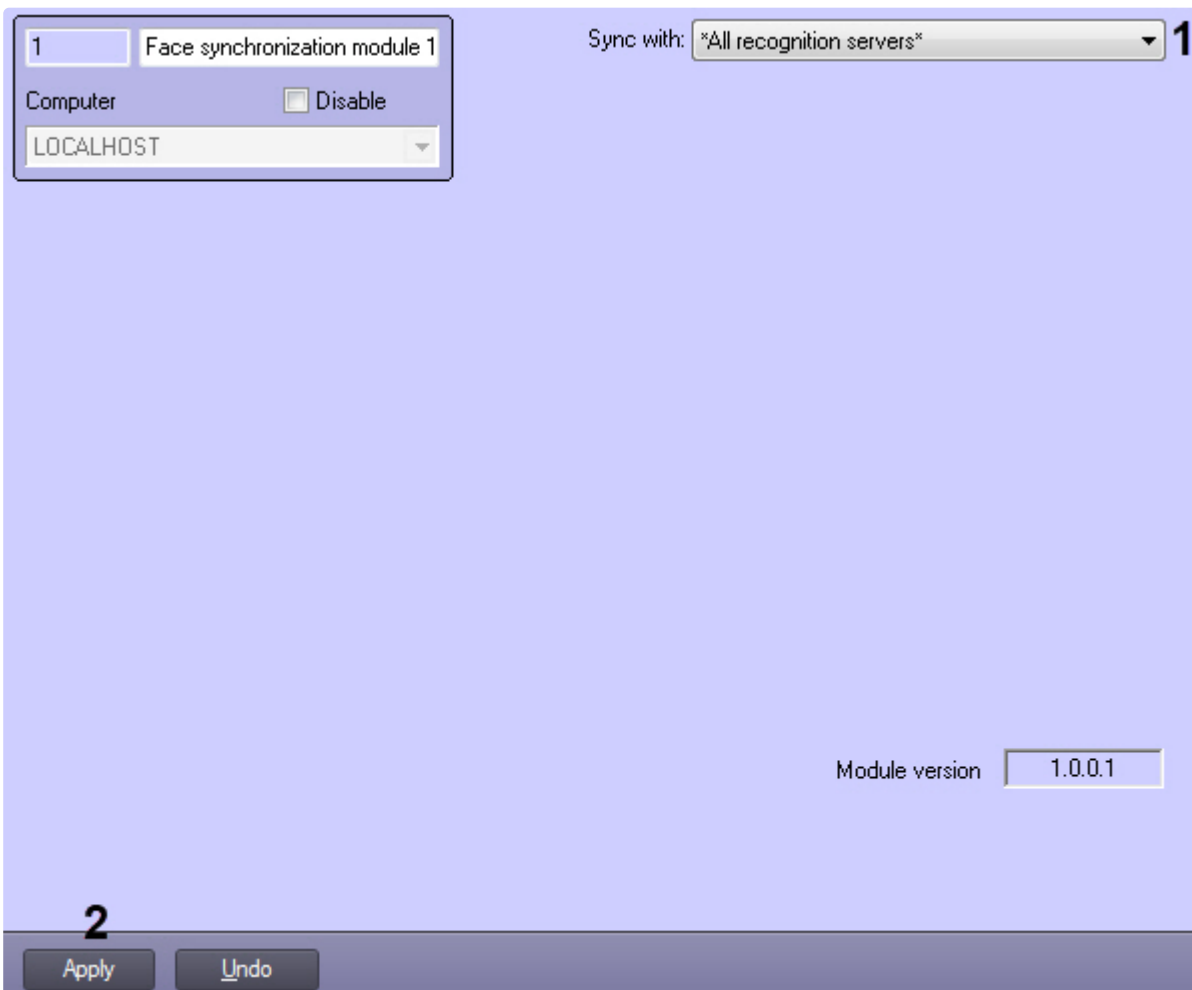 1 Face synchronization module 1
Sync with: *All recognition servers* 1
Computer Disable
LOCALHOST
Module version 1.0.0.1
2
Apply Undo